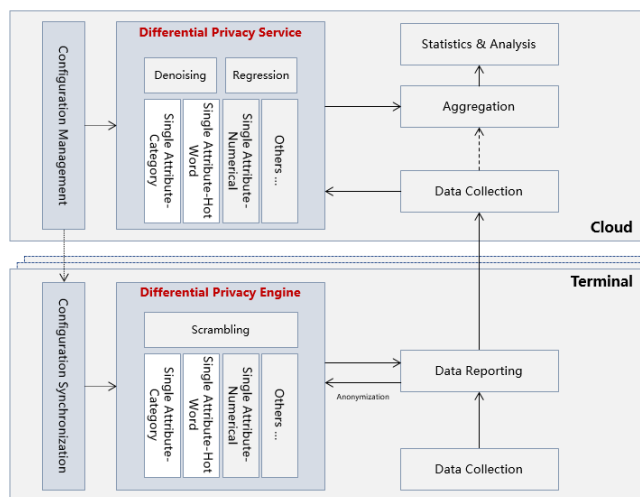 Configuration Management
Differential Privacy Service
Denoising
Regression
Single Attribute-
Category
Single Attribute-Hot
Word
Single Attribute-
Numerical
Others ...
Statistics & Analysis
Aggregation
Data Collection
Cloud
Terminal
Configuration Synchronization
Differential Privacy Engine
Scrambling
Single Attribute-
Category
Single Attribute-Hot
Word
Single Attribute-
Numerical
Others ...
Data Reporting
Anonymization
Data Collection